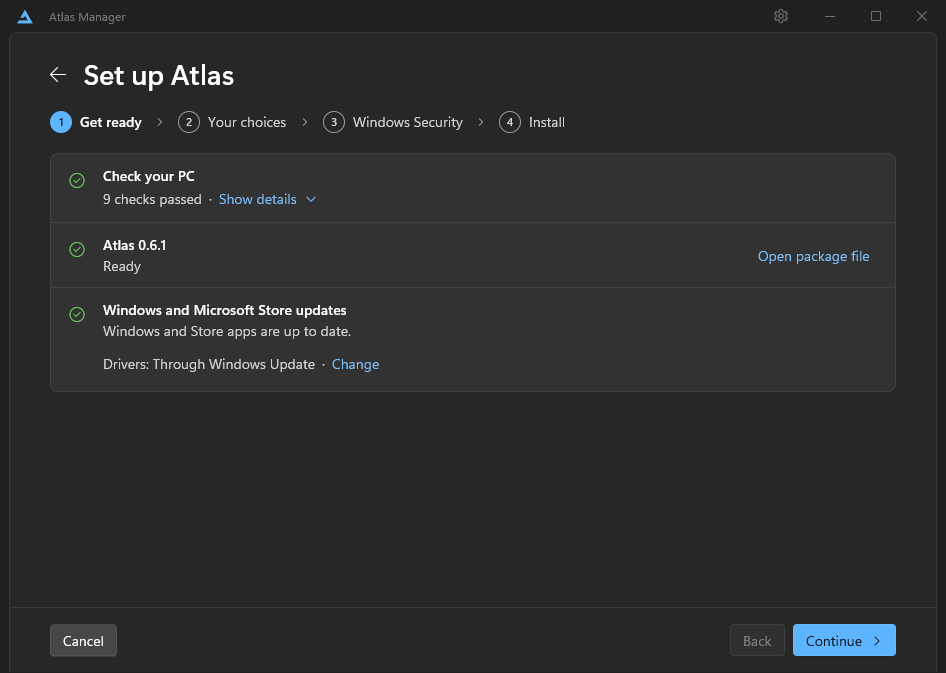 Atlas Manager
Set up Atlas
1 Get ready > 2 Your choices > 3 Windows Security > 4 Install
Check your PC
9 checks passed · Show details
Atlas 0.6.1
Ready
Open package file
Windows and Microsoft Store updates
Windows and Store apps are up to date.
Drivers: Through Windows Update · Change
Cancel
Back
Continue